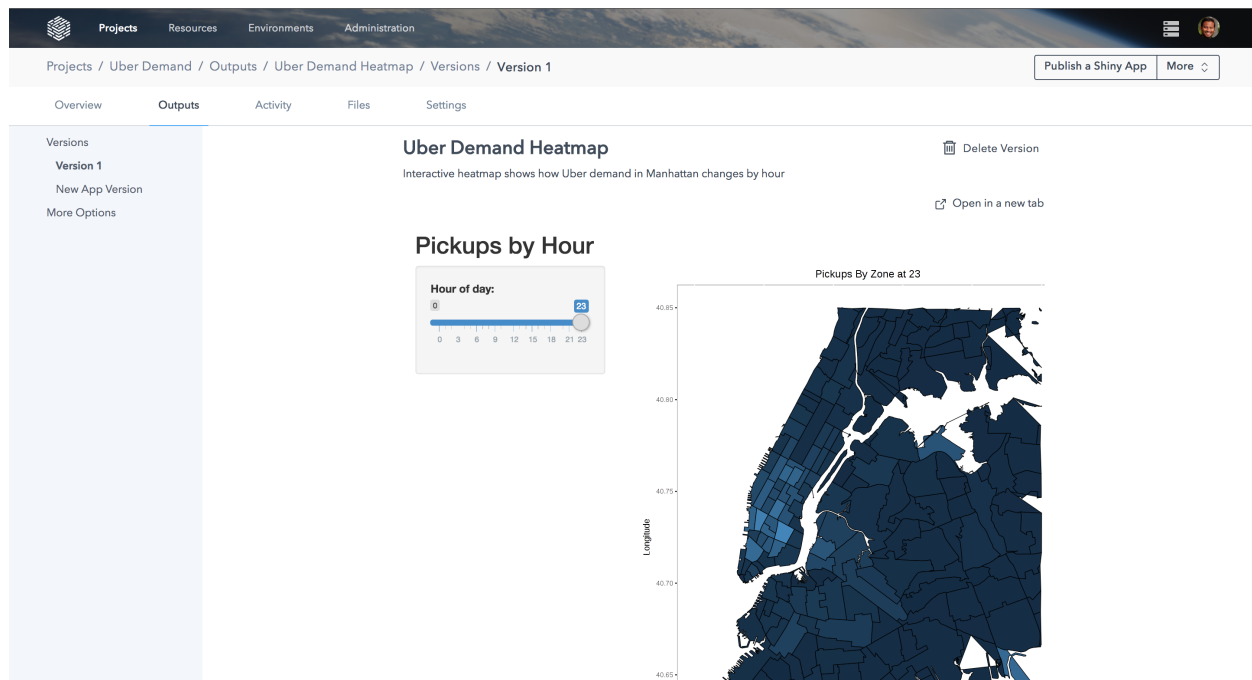 Projects Resources Environments Administration
Projects / Uber Demand / Outputs / Uber Demand Heatmap / Versions / Version 1
Publish a Shiny App More
Overview Outputs Activity Files Settings
Versions
Version 1
New App Version
More Options
Uber Demand Heatmap
Delete Version
Interactive heatmap shows how Uber demand in Manhattan changes by hour
Open in a new tab
Pickups by Hour
Hour of day:
0 23
0 3 6 9 12 15 18 21 23
Pickups By Zone at 23
40.85
40.80
40.75
Longitude
40.70
40.65